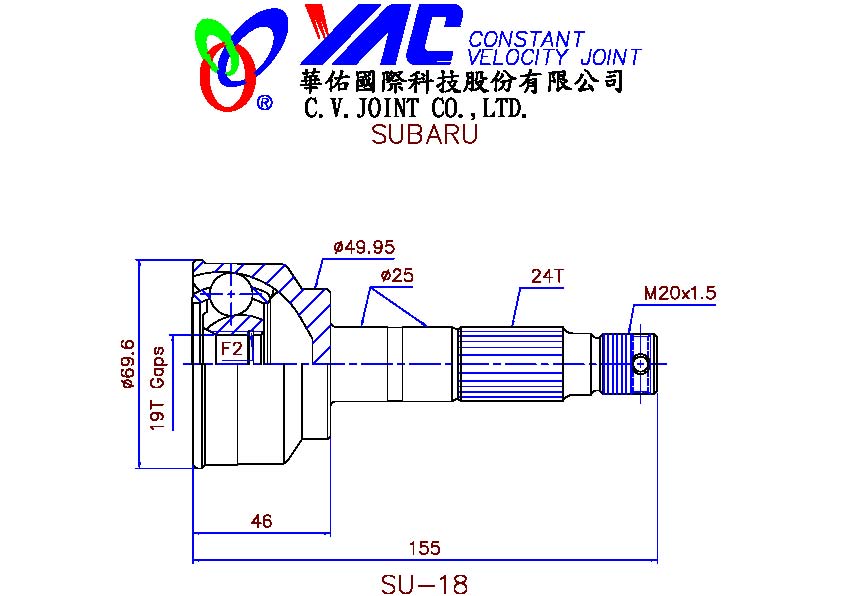 YAC CONSTANT
VELOCITY JOINT
®
華佑國際科技股份有限公司
C.V.JOINT CO.,LTD.
SUBARU
ø49.95
ø25
24T
M20x1.5
ø69.6
19T Gaps
F2
46
155
SU-18